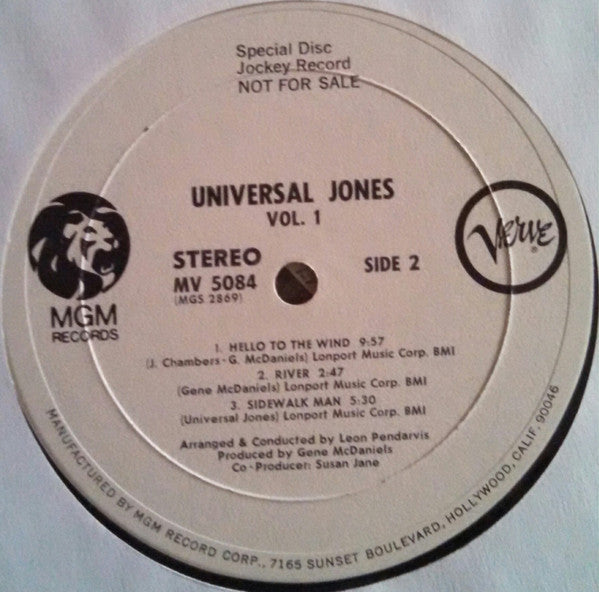 Special Disc
Jockey Record
NOT FOR SALE
UNIVERSAL JONES
VOL. 1
STEREO
MV 5084
(MGS 2869)
SIDE 2
MGM
RECORDS
Verve
®
1. HELLO TO THE WIND 9:57
(J. Chambers-G. McDaniels) Lonport Music Corp. BMI
2. RIVER 2:47
(Gene McDaniels) Lonport Music Corp. BMI
3. SIDEWALK MAN 5:30
(Universal Jones) Lonport Music Corp. BMI
Arranged & Conducted by Leon Pendarvis
Produced by Gene McDaniels
Co-Producer: Susan Jane
MANUFACTURED BY MGM RECORD CORP., 7165 SUNSET BOULEVARD, HOLLYWOOD, CALIF. 90046